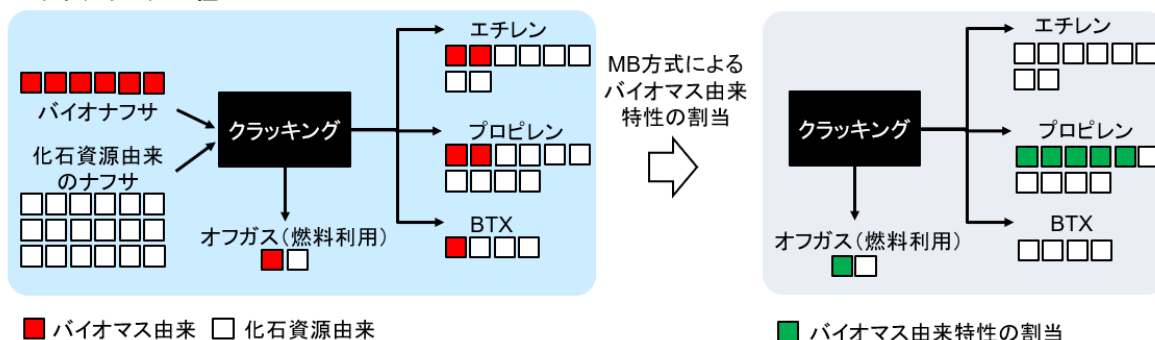 エチレン
バイオナフサ
クラッキング
プロピレン
化石資源由来
のナフサ
オフガス(燃料利用)
BTX
■ バイオマス由来 □ 化石資源由来
MB方式による
バイオマス由来
特性の割当
エチレン
クラッキング
プロピレン
オフガス(燃料利用)
BTX
■ バイオマス由来特性の割当